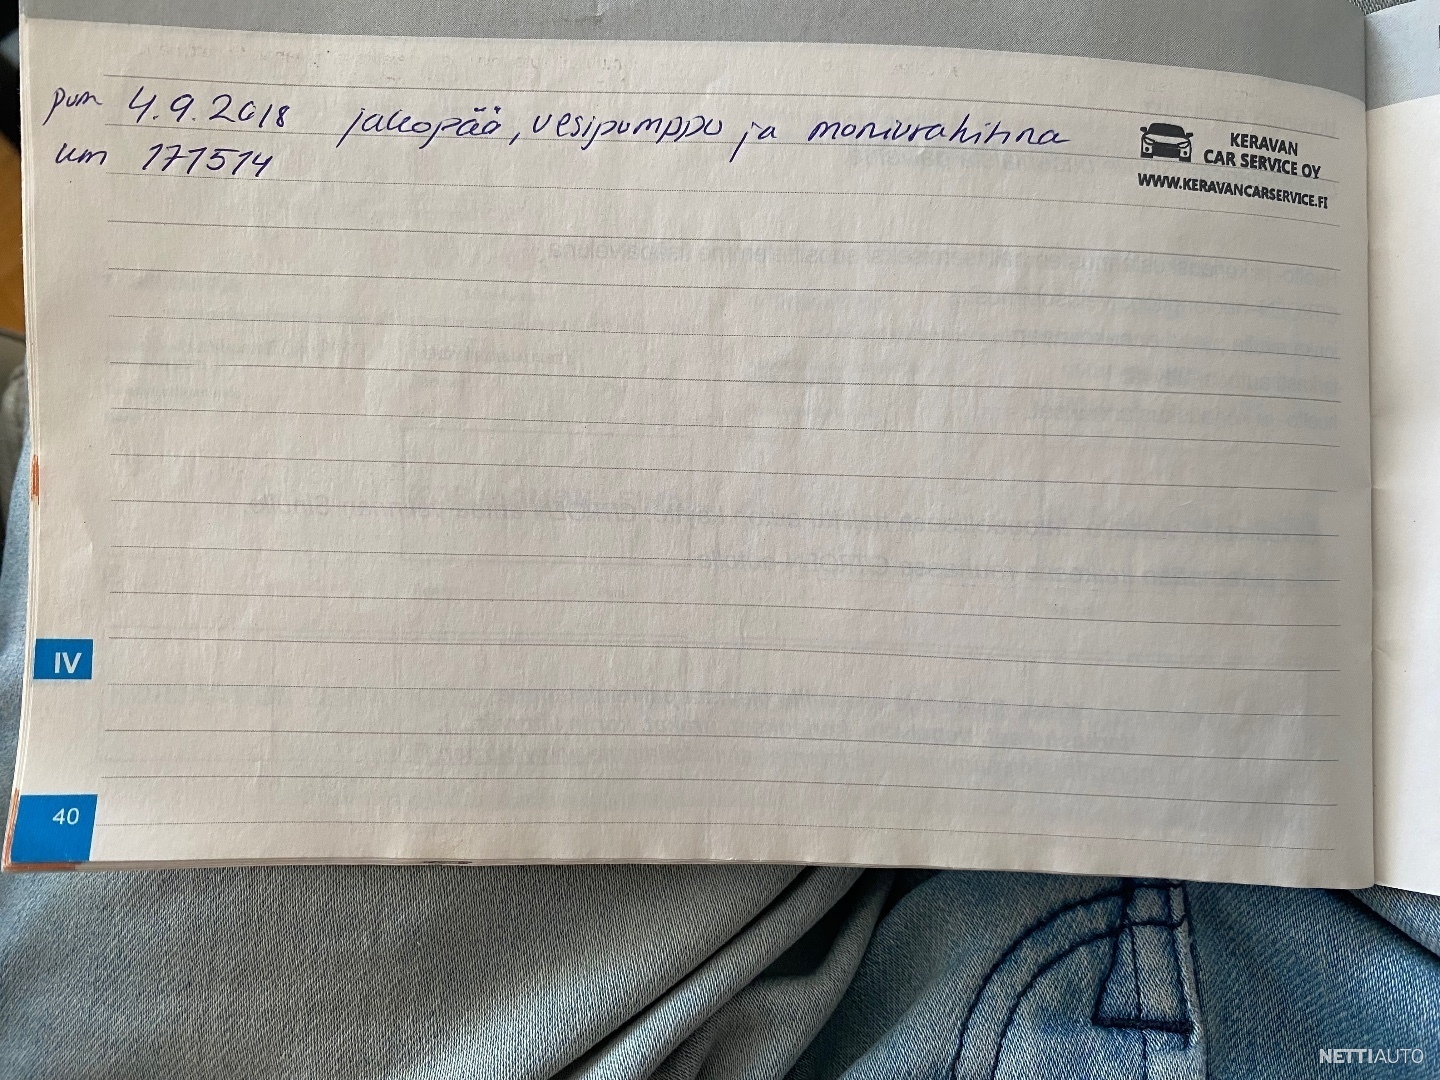 pvm 4.9.2018 jakopää, vesipumppu ja moniurahihna
km 171514
KERAVAN
CAR SERVICE OY
WWW.KERAVANCARSERVICE.FI
IV
40
NETTIAUTO